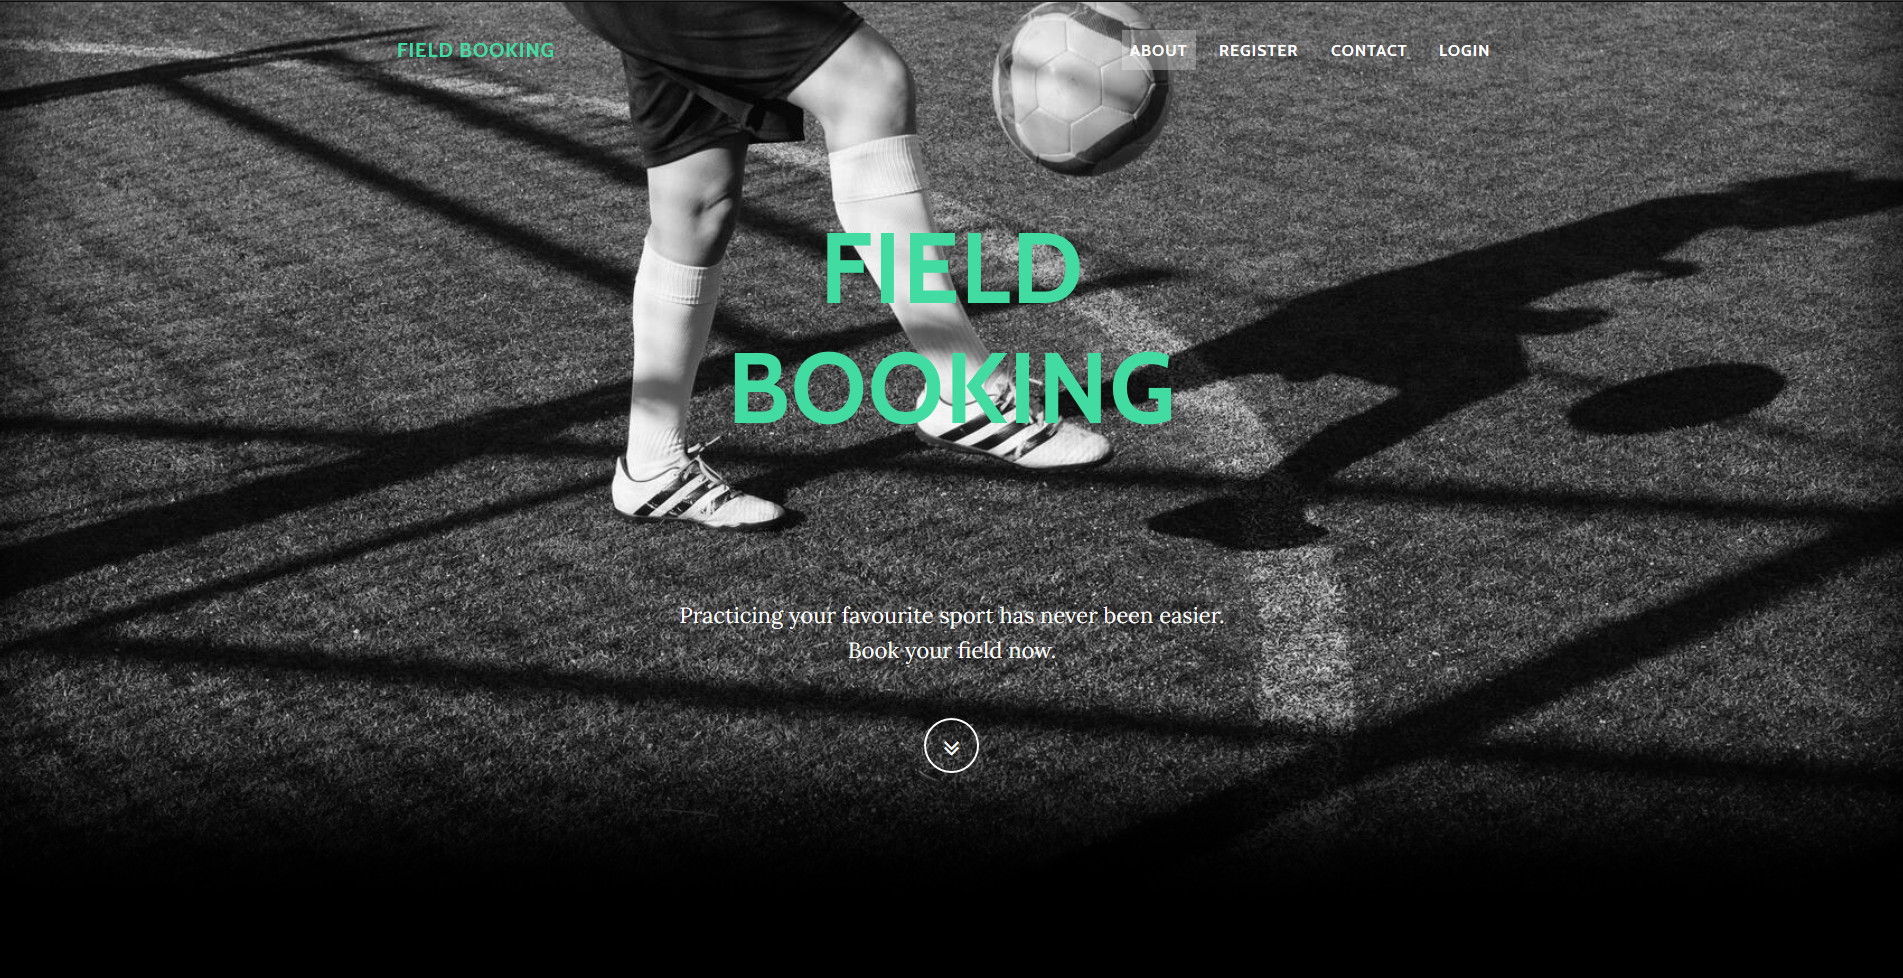 FIELD BOOKING
ABOUT REGISTER CONTACT LOGIN
FIELD
BOOKING
Practicing your favourite sport has never been easier.
Book your field now.